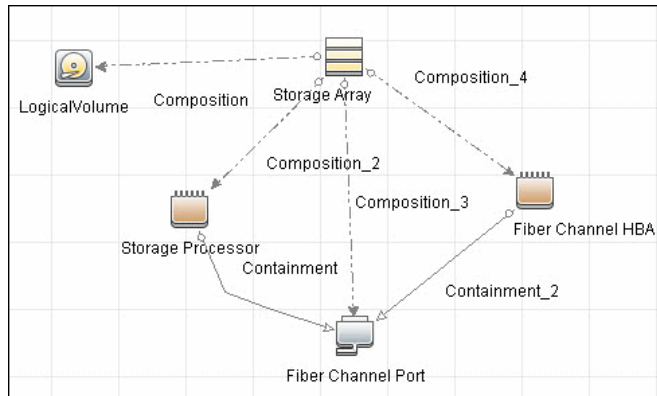 Composition_4
Storage Array
Composition
LogicalVolume
Composition_2
Composition_3
Fiber Channel HBA
Storage Processor
Containment
Containment_2
Fiber Channel Port